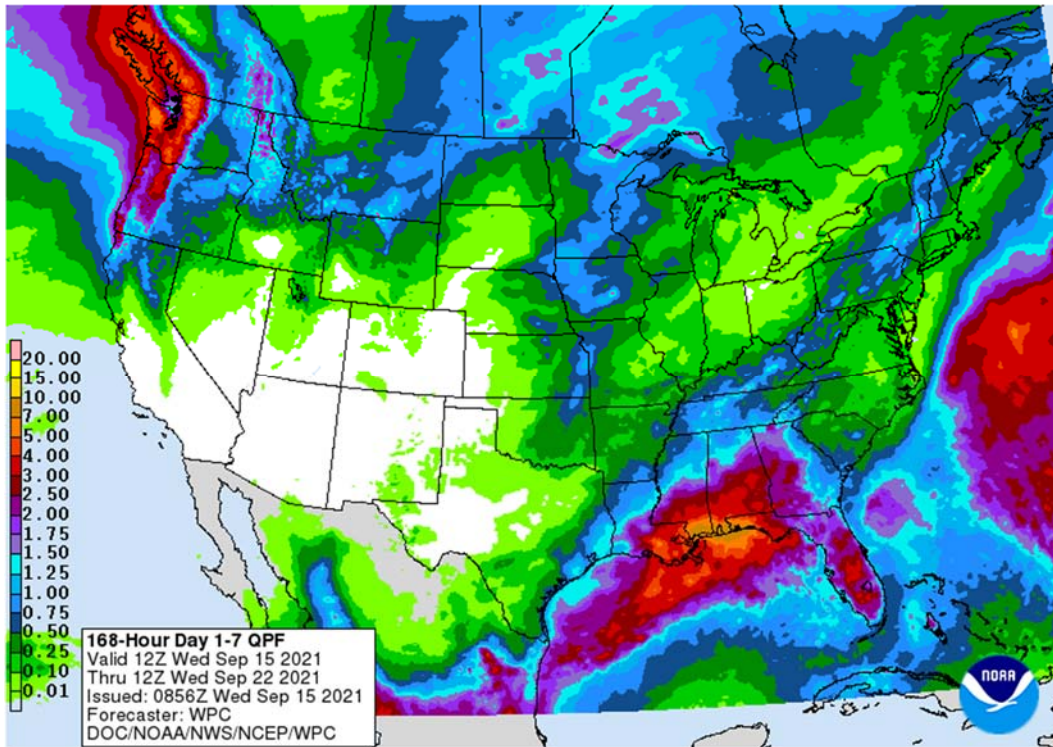 20.00
15.00
10.00
7.00
5.00
4.00
3.00
2.50
2.00
1.75
1.50
1.25
1.00
0.75
0.50
0.25
0.10
0.01
168-Hour Day 1-7 QPF
Valid 12Z Wed Sep 15 2021
Thru 12Z Wed Sep 22 2021
Issued: 0856Z Wed Sep 15 2021
Forecaster: WPC
DOC/NOAA/NWS/NCEP/WPC
NOAA